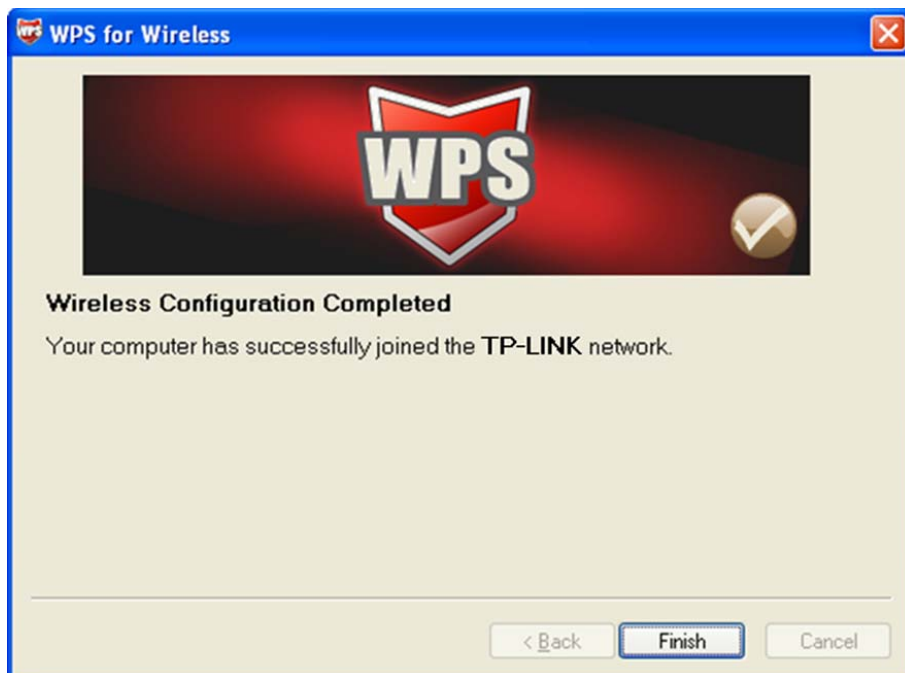 WPS WPS for Wireless
WPS
Wireless Configuration Completed
Your computer has successfully joined the TP-LINK network.
< Back Finish Cancel